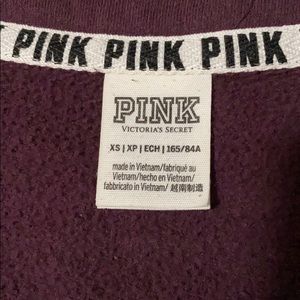 PINK PINK PINK
PINK
VICTORIA'S SECRET
XS | XP | ECH | 165/84A
made in Vietnam/fabriqué au
Vietnam/hecho en Vietnam/
fabbricato in Vietnam/ 越南制造